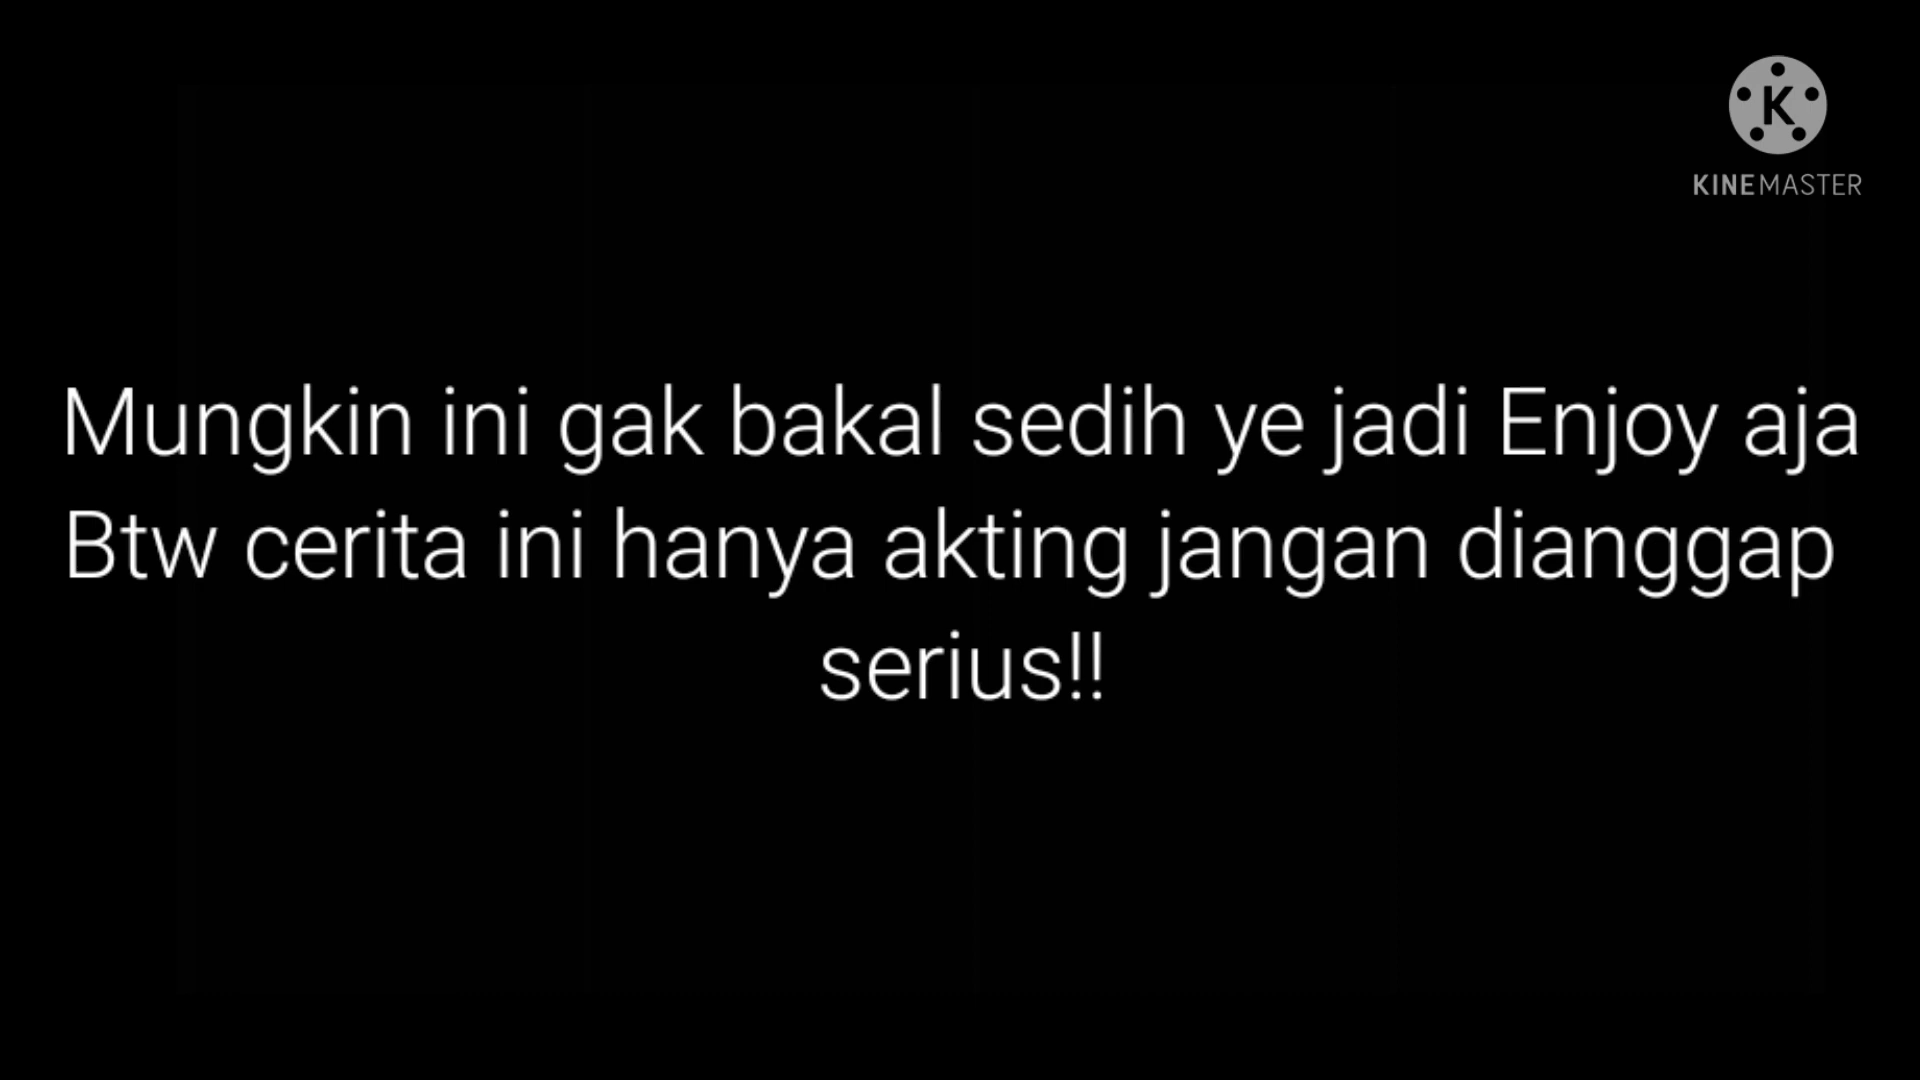 K
KINEMASTER
Mungkin ini gak bakal sedih ye jadi Enjoy aja
Btw cerita ini hanya akting jangan dianggap
serius!!